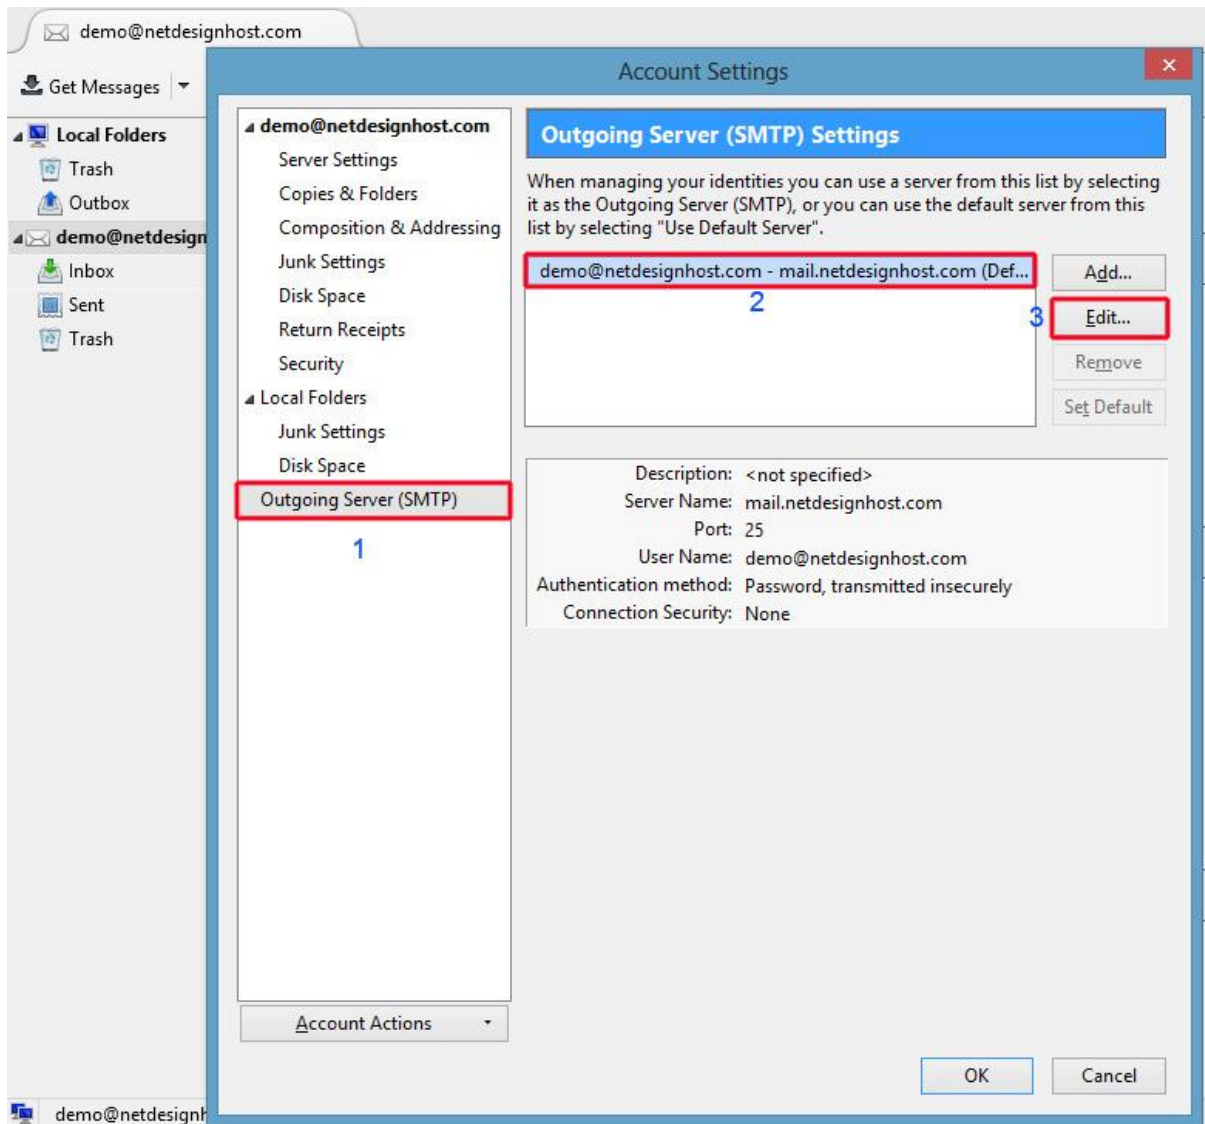 demo@netdesignhost.com
Get Messages
Local Folders
Trash
Outbox
demo@netdesign
Inbox
Sent
Trash
Account Settings
demo@netdesignhost.com
Server Settings
Copies & Folders
Composition & Addressing
Junk Settings
Disk Space
Return Receipts
Security
Local Folders
Junk Settings
Disk Space
Outgoing Server (SMTP)
1
Account Actions
Outgoing Server (SMTP) Settings
When managing your identities you can use a server from this list by selecting
it as the Outgoing Server (SMTP), or you can use the default server from this
list by selecting "Use Default Server".
demo@netdesignhost.com - mail.netdesignhost.com (Def...
2
Add...
3
Edit...
Remove
Set Default
Description: <not specified>
Server Name: mail.netdesignhost.com
Port: 25
User Name: demo@netdesignhost.com
Authentication method: Password, transmitted insecurely
Connection Security: None
OK
Cancel
demo@netdesignh